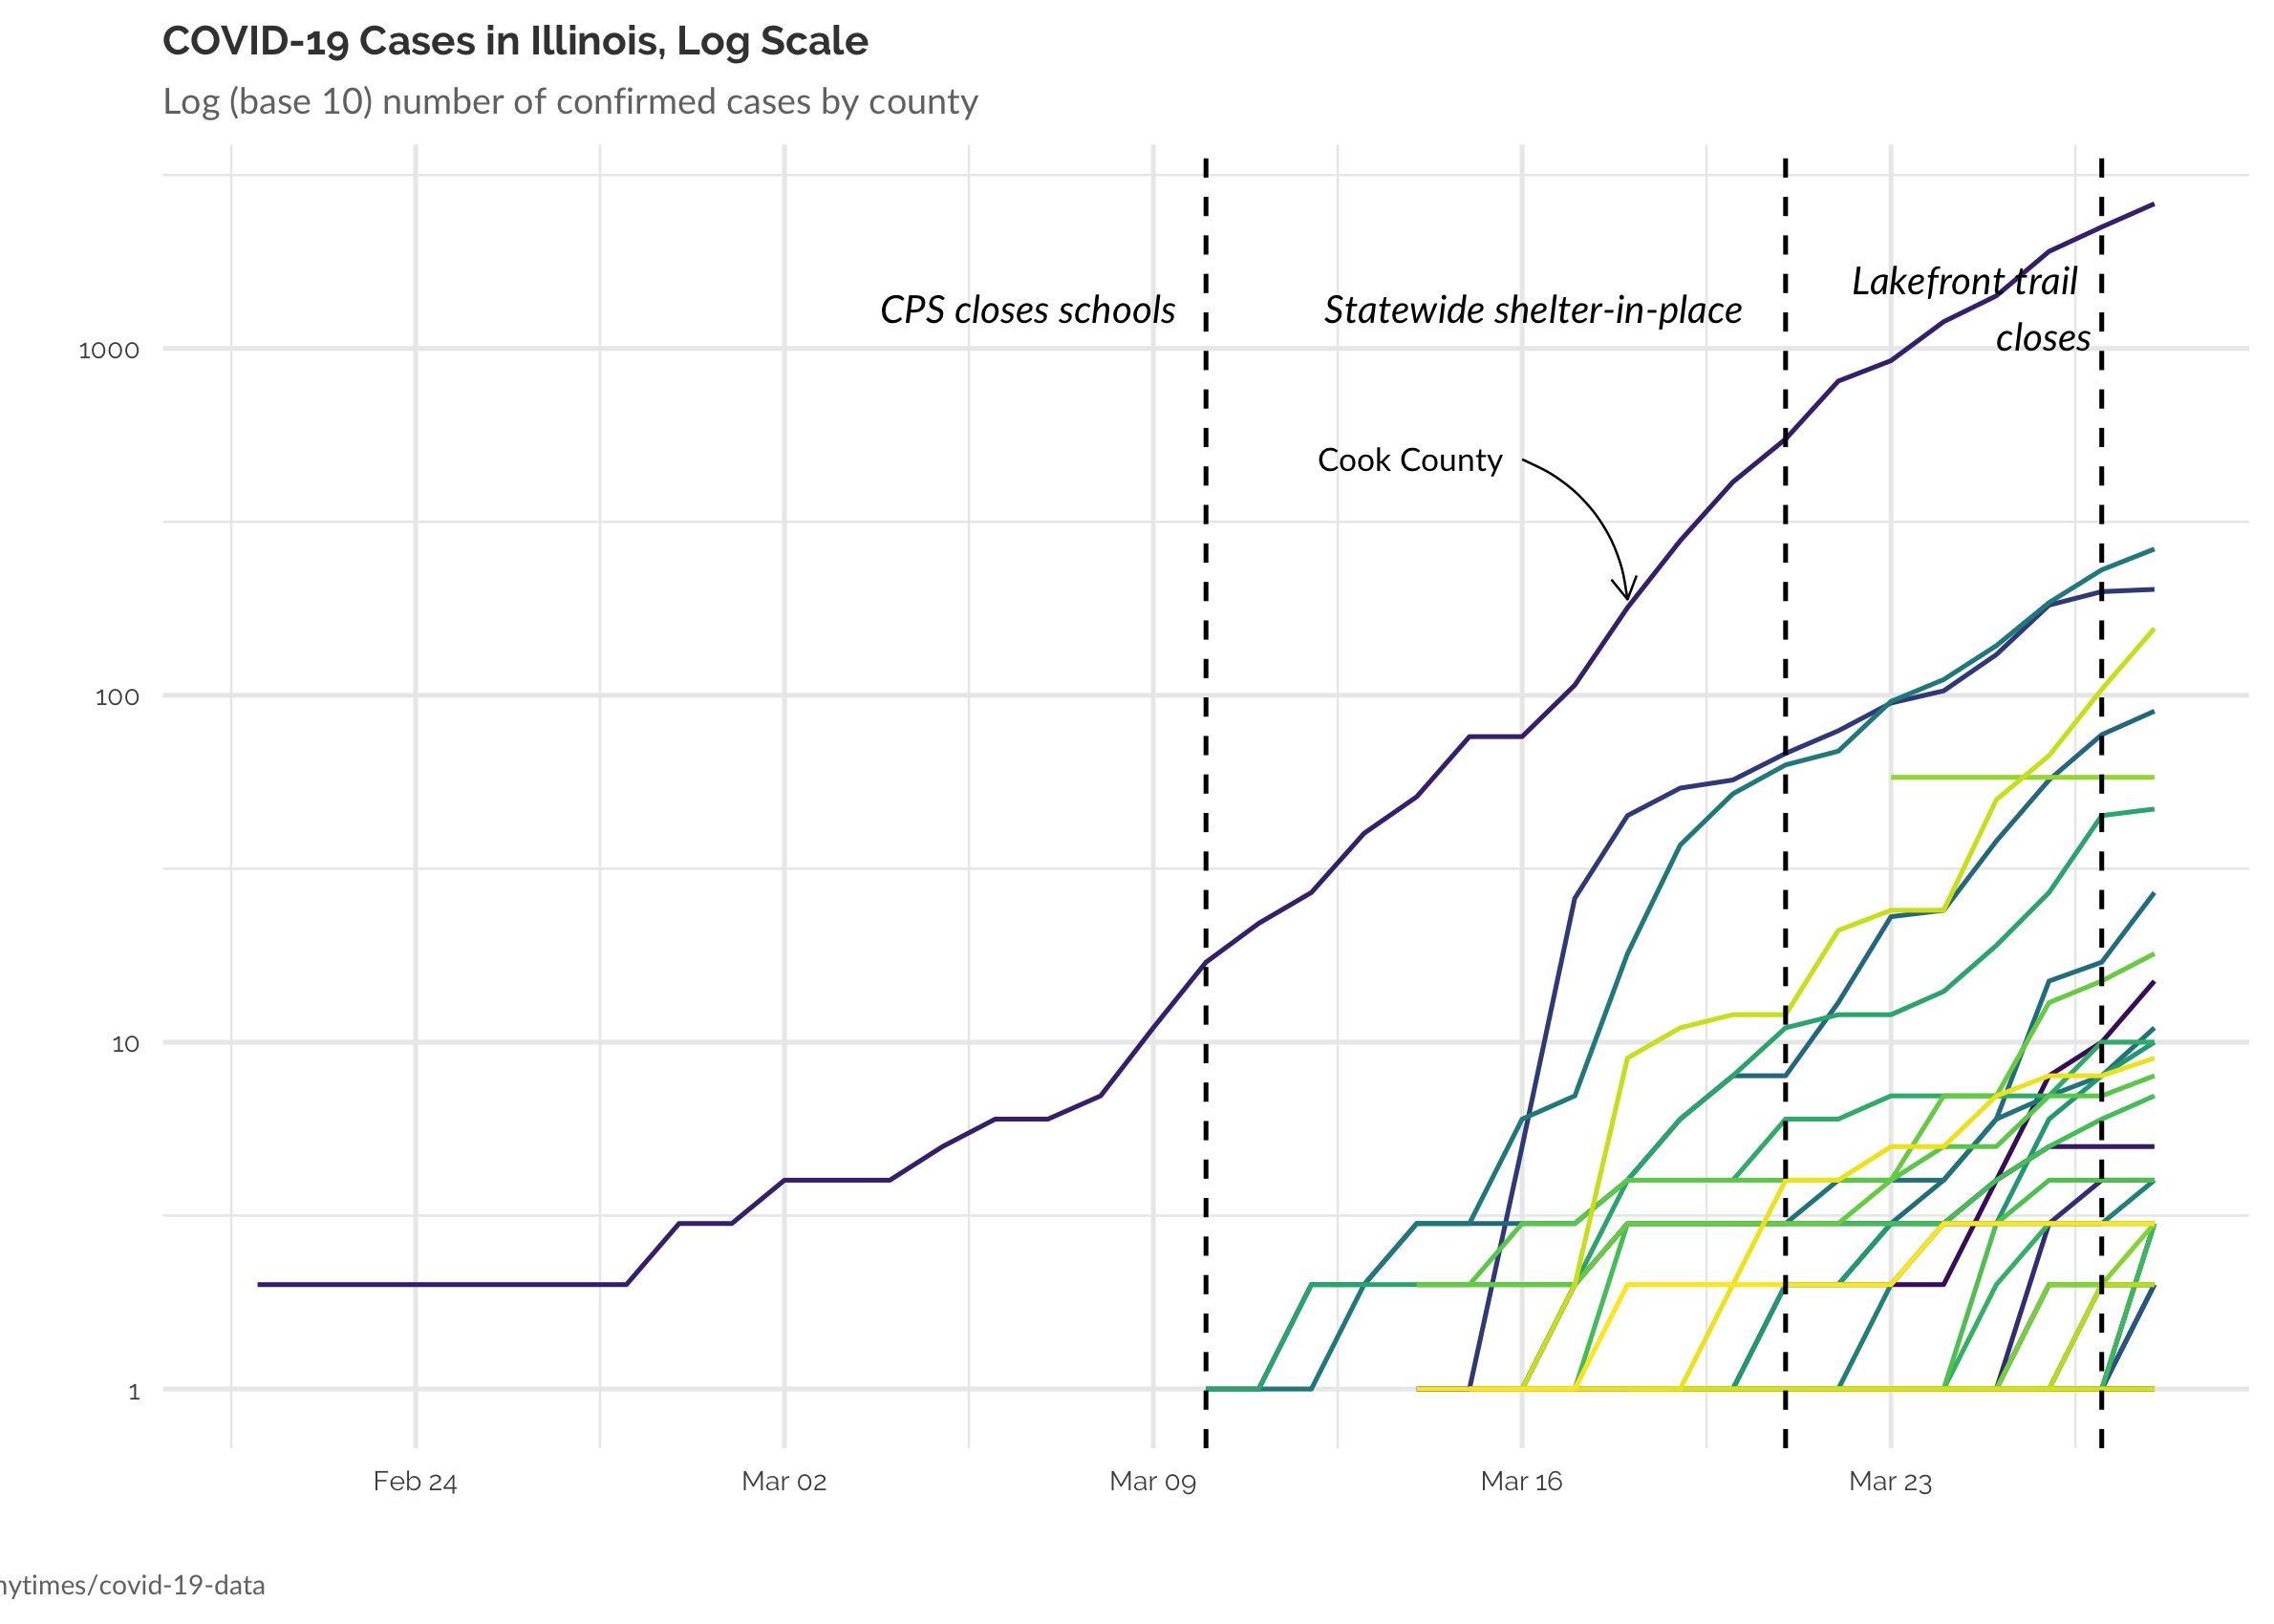 COVID-19 Cases in Illinois, Log Scale
Log (base 10) number of confirmed cases by county
CPS closes schools
Statewide shelter-in-place
Lakefront trail
closes
Cook County
1000
100
10
1
Feb 24 Mar 02 Mar 09 Mar 16 Mar 23
nytimes/covid-19-data